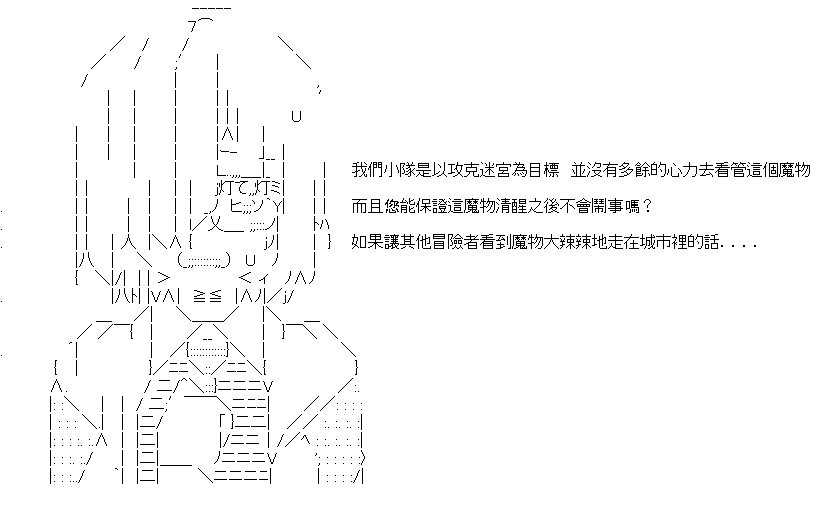 我們小隊是以攻克迷宮為目標 並沒有多餘的心力去看管這個魔物
而且您能保證這魔物清醒之後不會鬧事嗎？
如果讓其他冒險者看到魔物大辣辣地走在城市裡的話....